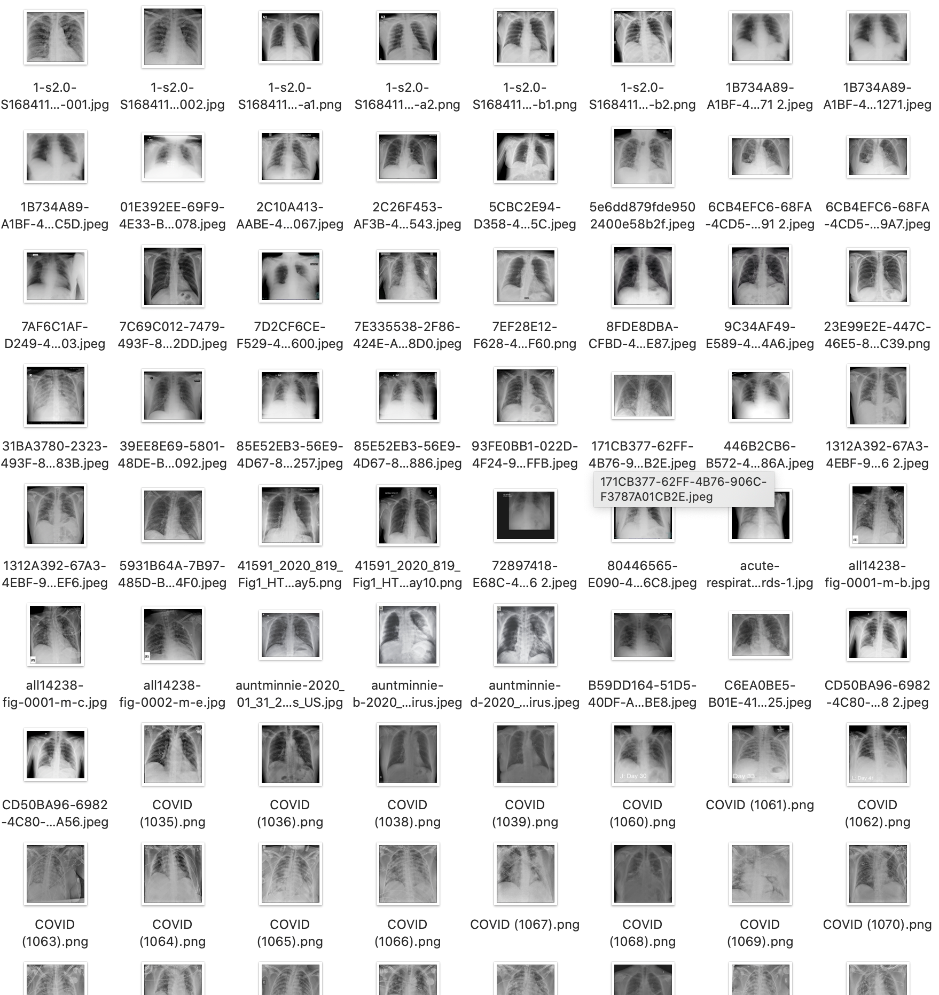 1-s2.0-
S168411...-001.jpg
1-s2.0-
S168411...002.jpg
1-s2.0-
S168411...-a1.png
1-s2.0-
S168411...-a2.png
1-s2.0-
S168411...-b1.png
1-s2.0-
S168411...-b2.png
1B734A89-
A1BF-4...71 2.jpeg
1B734A89-
A1BF-4...1271.jpeg
1B734A89-
A1BF-4...C5D.jpeg
01E392EE-69F9-
4E33-B...078.jpeg
2C10A413-
AABE-4...067.jpeg
2C26F453-
AF3B-4...543.jpeg
5CBC2E94-
D358-4...5C.jpeg
5e6dd879fde950
2400e58b2f.jpeg
6CB4EFC6-68FA
-4CD5-...91 2.jpeg
6CB4EFC6-68FA
-4CD5-...9A7.jpeg
7AF6C1AF-
D249-4...03.jpeg
7C69C012-7479-
493F-8...2DD.jpeg
7D2CF6CE-
F529-4...600.jpeg
7E335538-2F86-
424E-A...8D0.jpeg
7EF28E12-
F628-4...F60.png
8FDE8DBA-
CFBD-4...E87.jpeg
9C34AF49-
E589-4...4A6.jpeg
23E99E2E-447C-
46E5-8...C39.png
31BA3780-2323-
493F-8...83B.jpeg
39EE8E69-5801-
48DE-B...092.jpeg
85E52EB3-56E9-
4D67-8...257.jpeg
85E52EB3-56E9-
4D67-8...886.jpeg
93FE0BB1-022D-
4F24-9...FFB.jpeg
171CB377-62FF-
4B76-9...B2E.jpeg
446B2CB6-
B572-4...86A.jpeg
1312A392-67A3-
4EBF-9...6 2.jpeg
171CB377-62FF-4B76-906C-
F3787A01CB2E.jpeg
1312A392-67A3-
4EBF-9...EF6.jpeg
5931B64A-7B97-
485D-B...4F0.jpeg
41591_2020_819_
Fig1_HT...ay5.png
41591_2020_819_
Fig1_HT...ay10.png
72897418-
E68C-4...6 2.jpeg
80446565-
E090-4...6C8.jpeg
acute-
respirat...rds-1.jpg
all14238-
fig-0001-m-b.jpg
all14238-
fig-0001-m-c.jpg
all14238-
fig-0002-m-e.jpg
auntminnie-2020_
01_31_2...s_US.jpg
auntminnie-
b-2020_...irus.jpeg
auntminnie-
d-2020_...irus.jpeg
B59DD164-51D5-
40DF-A...BE8.jpeg
C6EA0BE5-
B01E-41...25.jpeg
CD50BA96-6982
-4C80-...8 2.jpeg
CD50BA96-6982
-4C80-...A56.jpeg
COVID
(1035).png
COVID
(1036).png
COVID
(1038).png
COVID
(1039).png
COVID
(1060).png
COVID (1061).png
COVID
(1062).png
COVID
(1063).png
COVID
(1064).png
COVID
(1065).png
COVID
(1066).png
COVID (1067).png
COVID
(1068).png
COVID
(1069).png
COVID (1070).png